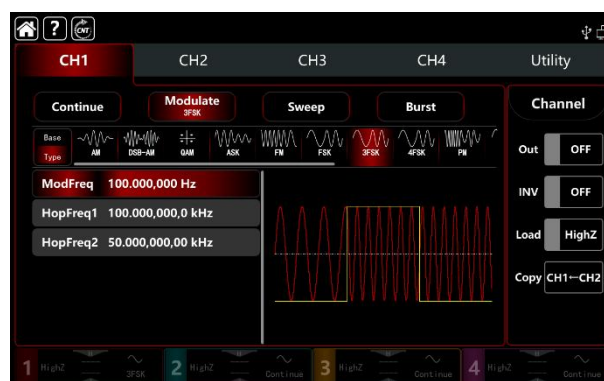 ? CNT
CH1 CH2 CH3 CH4 Utility
Continue Modulate 3FSK Sweep Burst Channel
Base Type AM DSB-AM QAM ASK FM FSK 3FSK 4FSK PM
Out OFF
ModFreq 100.000,000 Hz
INV OFF
HopFreq1 100.000,000,0 kHz
HopFreq2 50.000,000,00 kHz
Load HighZ
Copy CH1←CH2
1 HighZ 3FSK 2 HighZ Continue 3 HighZ Continue 4 HighZ Continue